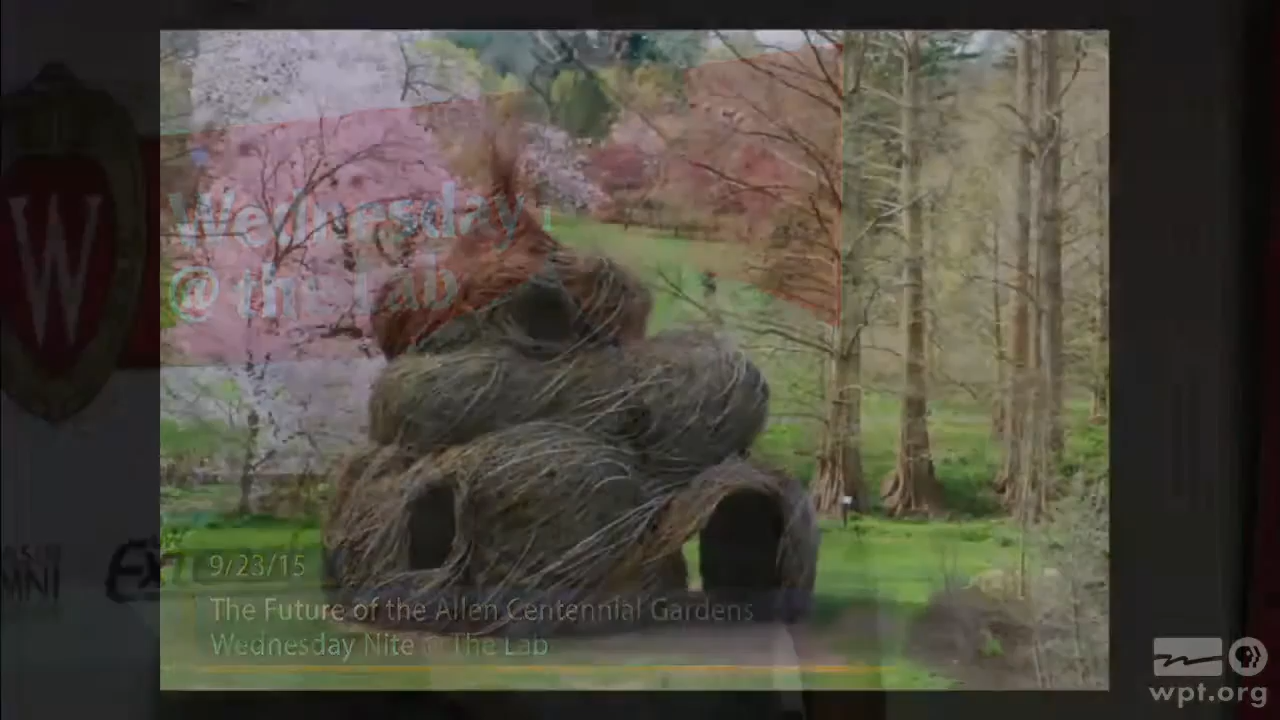 W
Wednesday
@ the Lab
9/23/15
The Future of the Allen Centennial Gardens
Wednesday Nite @ The Lab
wpt.org